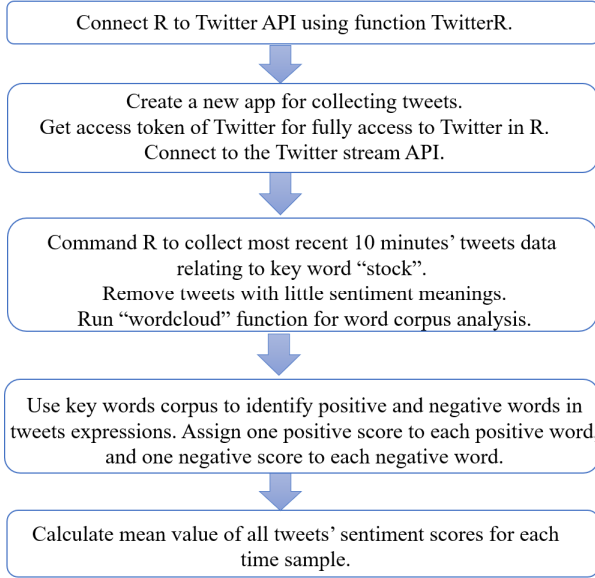 Connect R to Twitter API using function TwitterR.
Create a new app for collecting tweets.
Get access token of Twitter for fully access to Twitter in R.
Connect to the Twitter stream API.
Command R to collect most recent 10 minutes’ tweets data
relating to key word “stock”.
Remove tweets with little sentiment meanings.
Run “wordcloud” function for word corpus analysis.
Use key words corpus to identify positive and negative words in
tweets expressions. Assign one positive score to each positive word
and one negative score to each negative word.
Calculate mean value of all tweets’ sentiment scores for each
time sample.